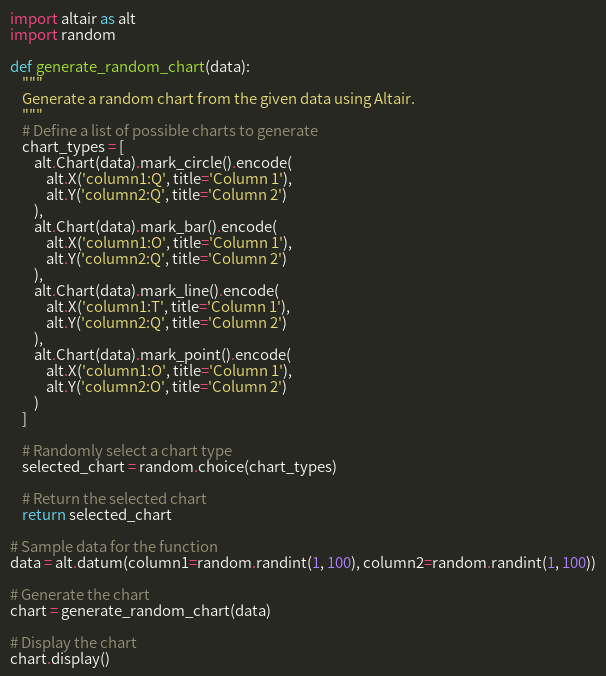 import altair as alt
import random

def generate_random_chart(data):
    """
    Generate a random chart from the given data using Altair.
    """
    # Define a list of possible charts to generate
    chart_types = [
        alt.Chart(data).mark_circle().encode(
            alt.X('column1:Q', title='Column 1'),
            alt.Y('column2:Q', title='Column 2')
        ),
        alt.Chart(data).mark_bar().encode(
            alt.X('column1:O', title='Column 1'),
            alt.Y('column2:Q', title='Column 2')
        ),
        alt.Chart(data).mark_line().encode(
            alt.X('column1:T', title='Column 1'),
            alt.Y('column2:Q', title='Column 2')
        ),
        alt.Chart(data).mark_point().encode(
            alt.X('column1:O', title='Column 1'),
            alt.Y('column2:O', title='Column 2')
        )
    ]

    # Randomly select a chart type
    selected_chart = random.choice(chart_types)

    # Return the selected chart
    return selected_chart

# Sample data for the function
data = alt.datum(column1=random.randint(1, 100), column2=random.randint(1, 100))

# Generate the chart
chart = generate_random_chart(data)

# Display the chart
chart.display()